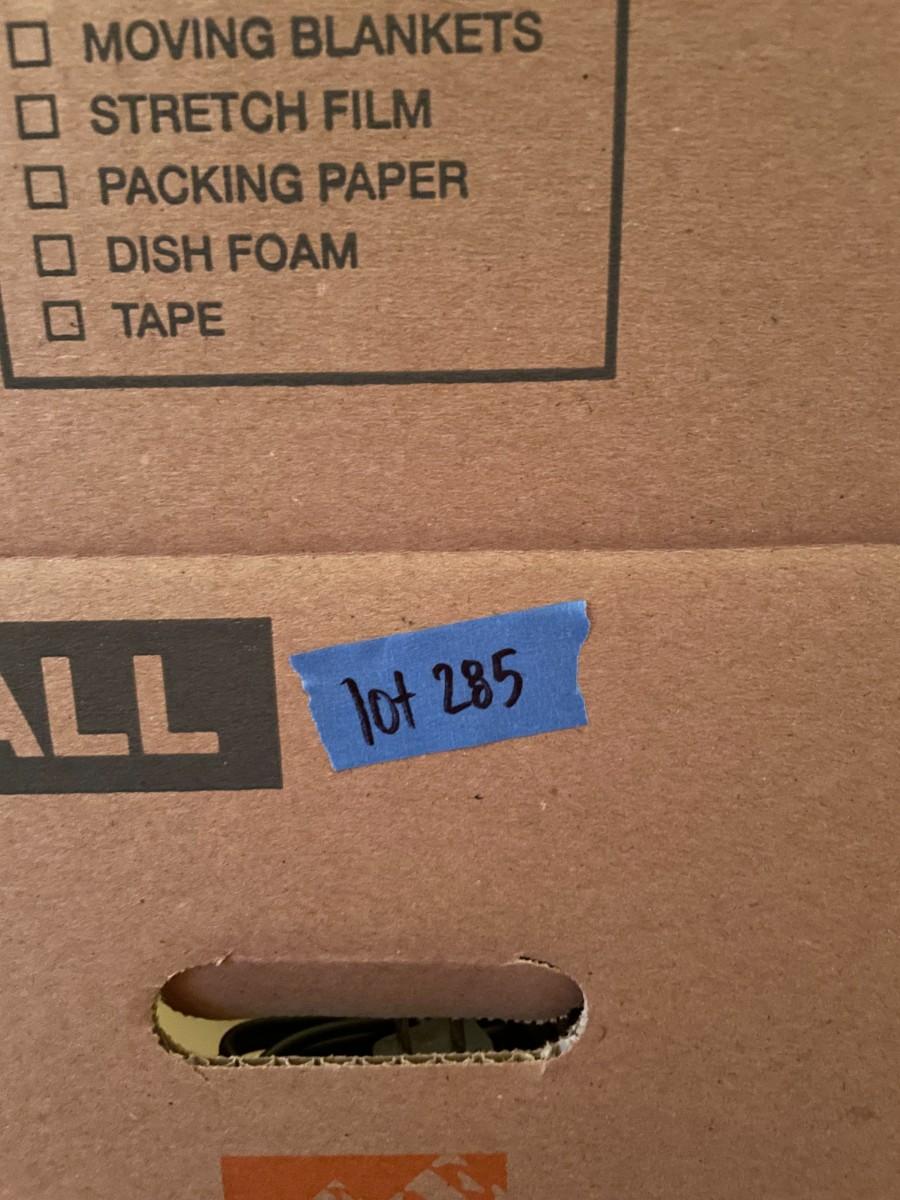 MOVING BLANKETS
STRETCH FILM
PACKING PAPER
DISH FOAM
TAPE
ALL
lot 285